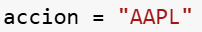 accion = "AAPL"